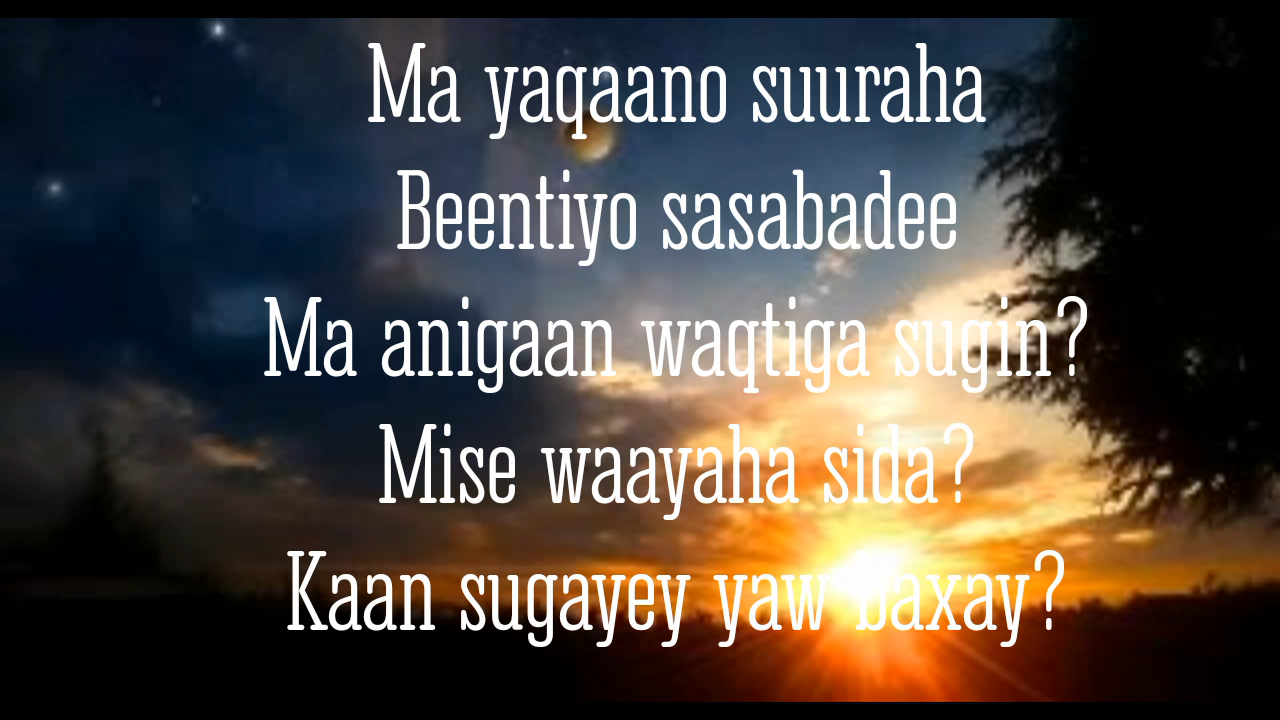 Ma yaqaano suuraha
Beentiyo sasabadee
Ma anigaan waqtiga sugin?
Mise waayaha sida?
Kaan sugayey yaw baxay?